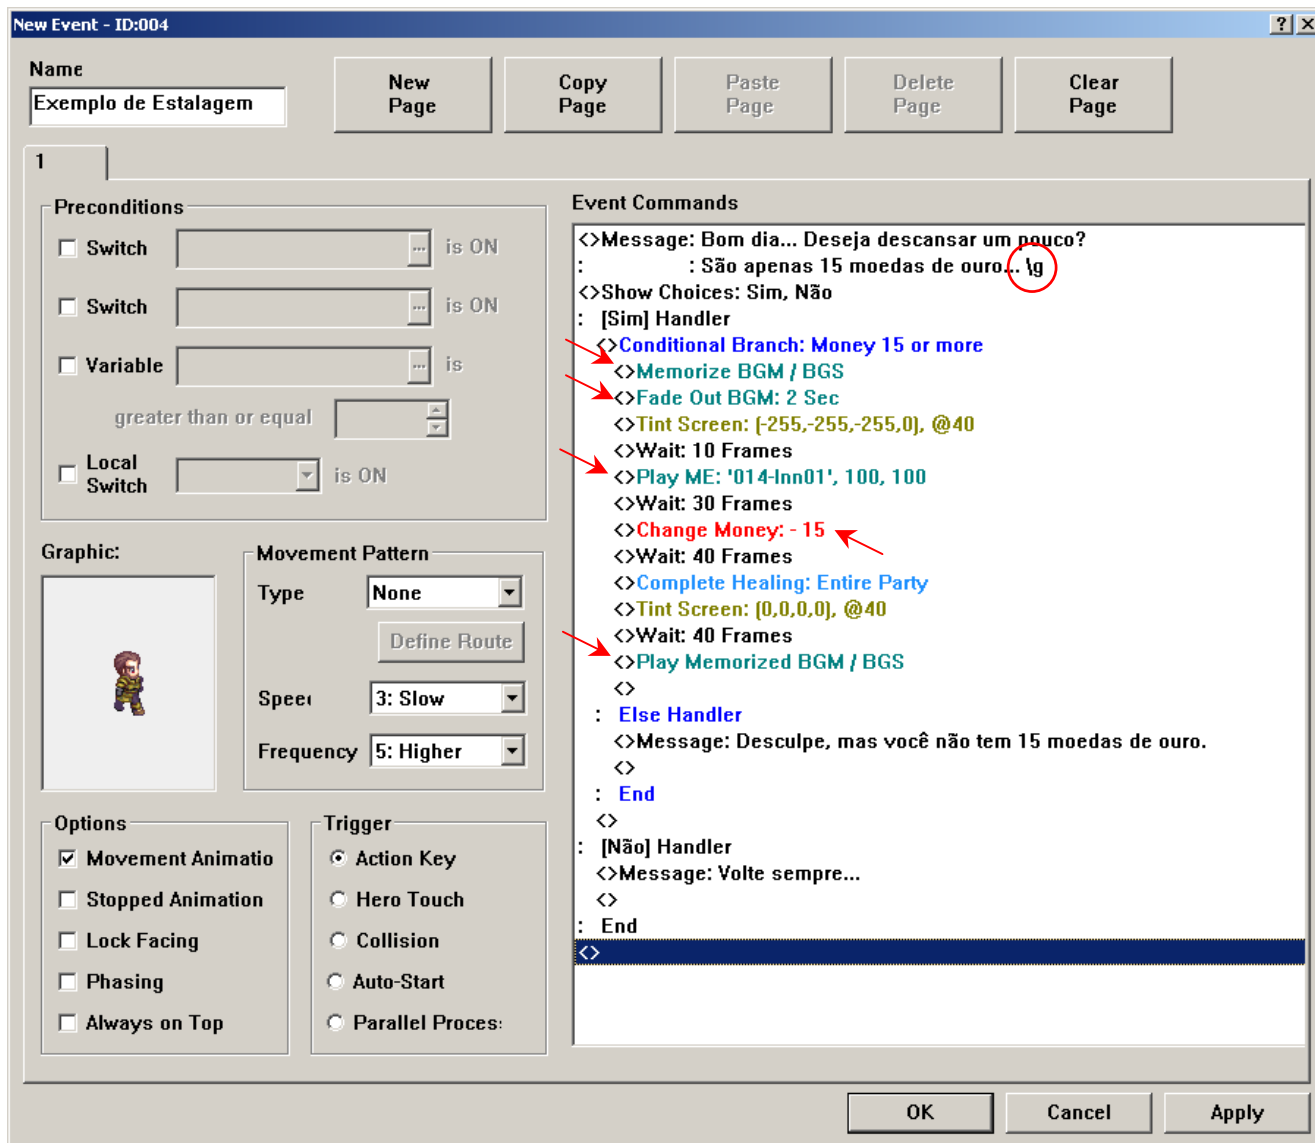 New Event - ID:004
Name
Exemplo de Estalagem
New Page
Copy Page
Paste Page
Delete Page
Clear Page
1
Preconditions
Switch ... is ON
Switch ... is ON
Variable ... is
greater than or equal
Local Switch is ON
Graphic:
Movement Pattern
Type None
Define Route
Speer 3: Slow
Frequency 5: Higher
Options
Movement Animatio
Stopped Animation
Lock Facing
Phasing
Always on Top
Trigger
Action Key
Hero Touch
Collision
Auto-Start
Parallel Proces
Event Commands
<>Message: Bom dia... Deseja descansar um pouco?
: : São apenas 15 moedas de ouro... \g
<>Show Choices: Sim, Não
: [Sim] Handler
<>Conditional Branch: Money 15 or more
<>Memorize BGM / BGS
<>Fade Out BGM: 2 Sec
<>Tint Screen: (-255,-255,-255,0), @40
<>Wait: 10 Frames
<>Play ME: '014-Inn01', 100, 100
<>Wait: 30 Frames
<>Change Money: - 15
<>Wait: 40 Frames
<>Complete Healing: Entire Party
<>Tint Screen: (0,0,0,0), @40
<>Wait: 40 Frames
<>Play Memorized BGM / BGS
<>
: Else Handler
<>Message: Desculpe, mas você não tem 15 moedas de ouro.
<>
: End
<>
: [Não] Handler
<>Message: Volte sempre...
<>
: End
<>
OK
Cancel
Apply